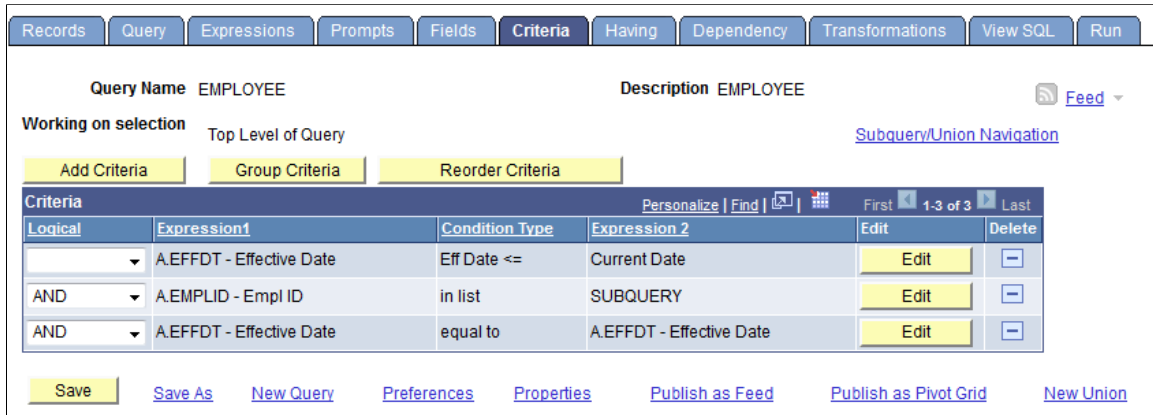 Records Query Expressions Prompts Fields Criteria Having Dependency Transformations View SQL Run
Query Name EMPLOYEE Description EMPLOYEE Feed
Working on selection Top Level of Query Subquery/Union Navigation
Add Criteria Group Criteria Reorder Criteria
Criteria Personalize | Find | | First 1-3 of 3 Last
Logical Expression1 Condition Type Expression 2 Edit Delete
A.EFFDT - Effective Date Eff Date <= Current Date Edit
AND A.EMPLID - Empl ID in list SUBQUERY Edit
AND A.EFFDT - Effective Date equal to A.EFFDT - Effective Date Edit
Save Save As New Query Preferences Properties Publish as Feed Publish as Pivot Grid New Union